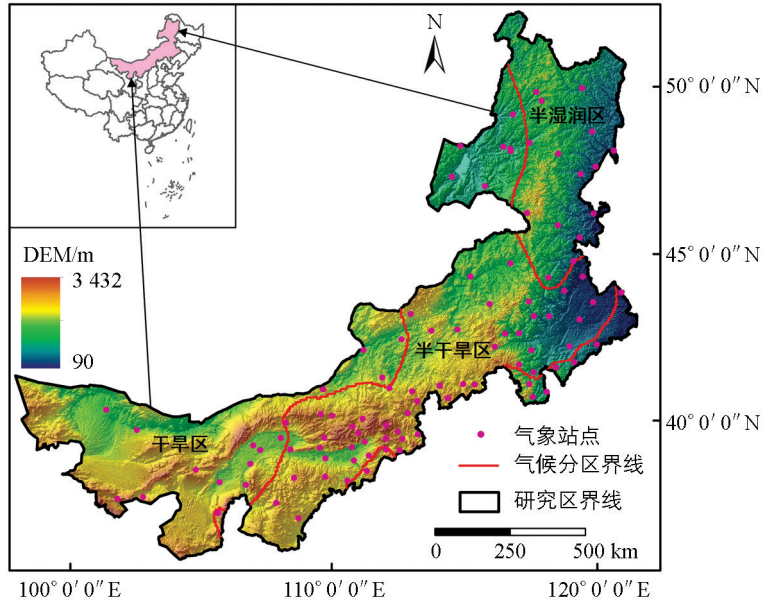 N
50° 0′ 0″ N
半湿润区
DEM/m
3 432
90
45° 0′ 0″ N
半干旱区
40° 0′ 0″ N
干旱区
气象站点
气候分区界线
研究区界线
0 250 500 km
100° 0′ 0″ E 110° 0′ 0″ E 120° 0′ 0″ E